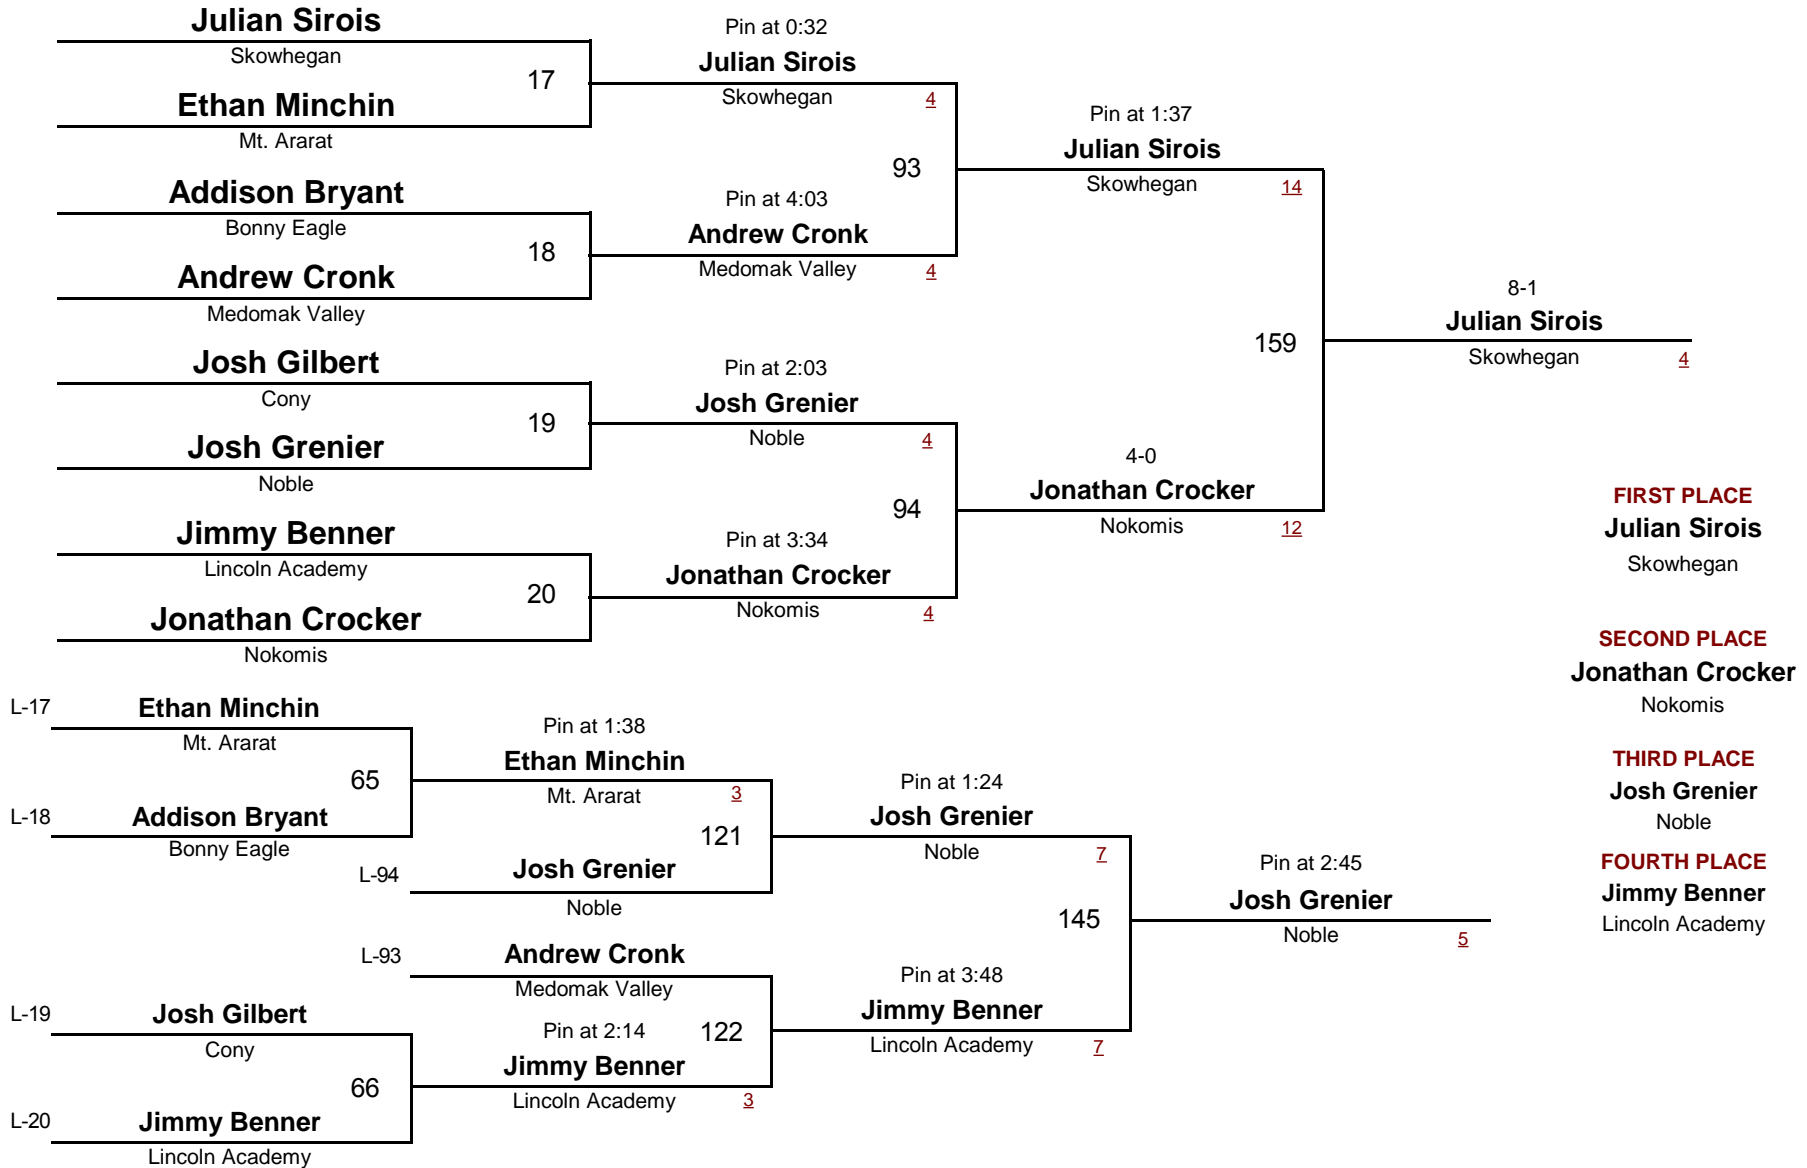 Julian Sirois
Skowhegan
17
Ethan Minchin
Mt. Ararat
Addison Bryant
Bonny Eagle
18
Andrew Cronk
Medomak Valley
Josh Gilbert
Cony
19
Josh Grenier
Noble
Jimmy Benner
Lincoln Academy
20
Jonathan Crocker
Nokomis
Pin at 0:32
Julian Sirois
Skowhegan
4
93
Pin at 4:03
Andrew Cronk
Medomak Valley
4
Pin at 2:03
Josh Grenier
Noble
4
94
Pin at 3:34
Jonathan Crocker
Nokomis
4
Pin at 1:37
Julian Sirois
Skowhegan
14
159
4-0
Jonathan Crocker
Nokomis
12
8-1
Julian Sirois
Skowhegan
4
FIRST PLACE
Julian Sirois
Skowhegan
SECOND PLACE
Jonathan Crocker
Nokomis
THIRD PLACE
Josh Grenier
Noble
FOURTH PLACE
Jimmy Benner
Lincoln Academy
L-17
Ethan Minchin
Mt. Ararat
65
L-18
Addison Bryant
Bonny Eagle
Pin at 1:38
Ethan Minchin
Mt. Ararat
3
121
L-94
Josh Grenier
Noble
L-93
Andrew Cronk
Medomak Valley
122
L-19
Josh Gilbert
Cony
66
L-20
Jimmy Benner
Lincoln Academy
Pin at 2:14
Jimmy Benner
Lincoln Academy
3
Pin at 1:24
Josh Grenier
Noble
7
145
Pin at 3:48
Jimmy Benner
Lincoln Academy
7
Pin at 2:45
Josh Grenier
Noble
5